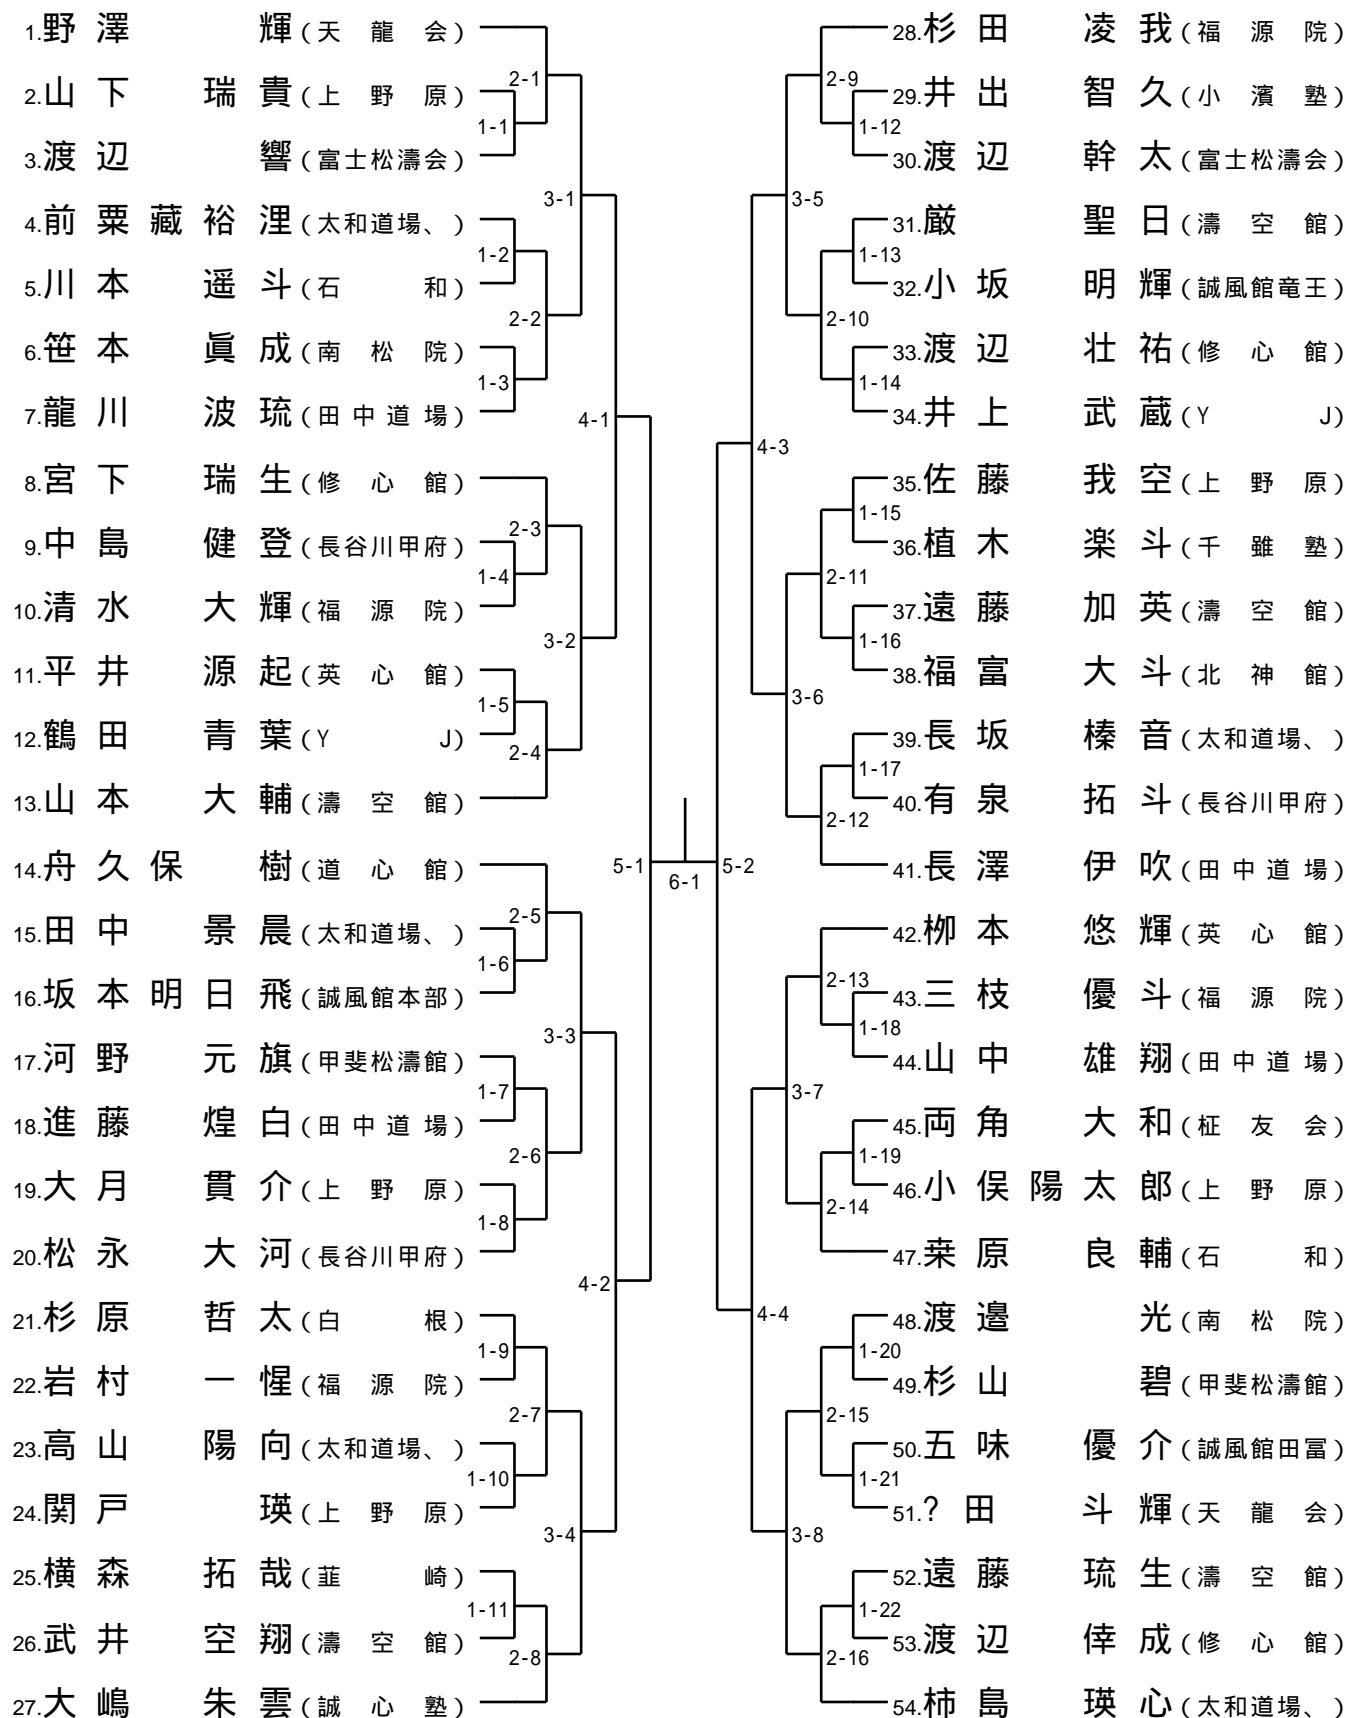 1.野澤 輝(天龍会)
2.山下 瑞貴(上野原)
3.渡辺 響(富士松濤会)
4.前粟藏裕浬(太和道場、)
5.川本 遥斗(石和)
6.笹本 眞成(南松院)
7.龍川 波琉(田中道場)
8.宮下 瑞生(修心館)
9.中島 健登(長谷川甲府)
10.清水 大輝(福源院)
11.平井 源起(英心館)
12.鶴田 青葉(YJ)
13.山本 大輔(濤空館)
14.舟久保 樹(道心館)
15.田中 景晨(太和道場、)
16.坂本明日飛(誠風館本部)
17.河野 元旗(甲斐松濤館)
18.進藤 煌白(田中道場)
19.大月 貫介(上野原)
20.松永 大河(長谷川甲府)
21.杉原 哲太(白根)
22.岩村 一惺(福源院)
23.高山 陽向(太和道場、)
24.関戸 瑛(上野原)
25.横森 拓哉(韮崎)
26.武井 空翔(濤空館)
27.大嶋 朱雲(誠心塾)
1-1
1-2
1-3
1-4
1-5
1-6
1-7
1-8
1-9
1-10
1-11
2-1
2-2
2-3
2-4
2-5
2-6
2-7
2-8
3-1
3-2
3-3
3-4
4-1
4-2
5-1
6-1
5-2
4-3
4-4
3-5
3-6
3-7
3-8
2-9
2-10
2-11
2-12
2-13
2-14
2-15
2-16
1-12
1-13
1-14
1-15
1-16
1-17
1-18
1-19
1-20
1-21
1-22
28.杉田 凌我(福源院)
29.井出 智久(小濱塾)
30.渡辺 幹太(富士松濤会)
31.厳 聖日(濤空館)
32.小坂 明輝(誠風館竜王)
33.渡辺 壮祐(修心館)
34.井上 武蔵(YJ)
35.佐藤 我空(上野原)
36.植木 楽斗(千雖塾)
37.遠藤 加英(濤空館)
38.福富 大斗(北神館)
39.長坂 榛音(太和道場、)
40.有泉 拓斗(長谷川甲府)
41.長澤 伊吹(田中道場)
42.栁本 悠輝(英心館)
43.三枝 優斗(福源院)
44.山中 雄翔(田中道場)
45.両角 大和(柾友会)
46.小俣陽太郎(上野原)
47.桒原 良輔(石和)
48.渡邉 光(南松院)
49.杉山 碧(甲斐松濤館)
50.五味 優介(誠風館田冨)
51.?田 斗輝(天龍会)
52.遠藤 琉生(濤空館)
53.渡辺 倖成(修心館)
54.柿島 瑛心(太和道場、)